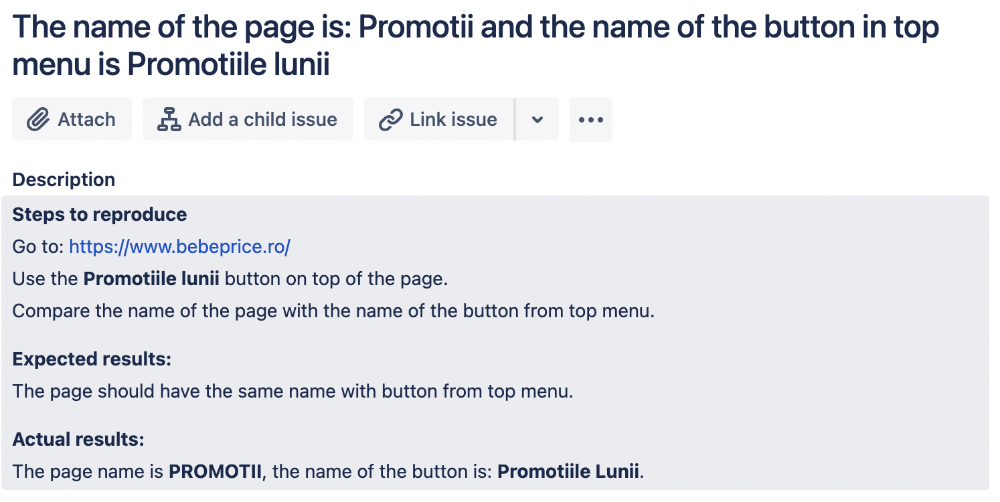 The name of the page is: Promotii and the name of the button in top
menu is Promotiile lunii
Attach
Add a child issue
Link issue
Description
Steps to reproduce
Go to: https://www.bebeprice.ro/
Use the Promotiile lunii button on top of the page.
Compare the name of the page with the name of the button from top menu.
Expected results:
The page should have the same name with button from top menu.
Actual results:
The page name is PROMOTII, the name of the button is: Promotiile Lunii.